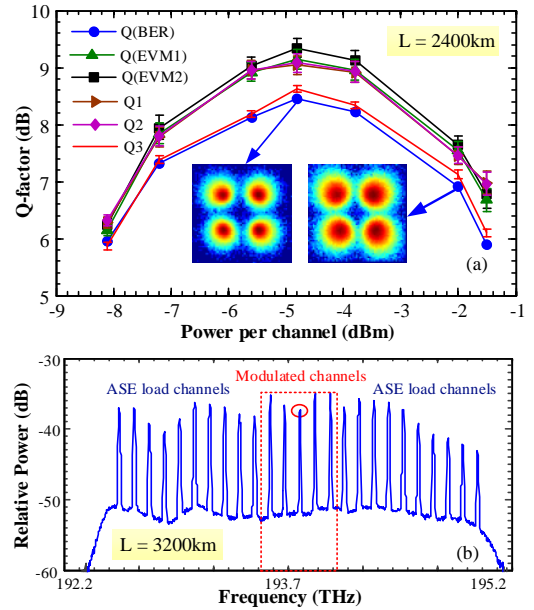 Q(BER)
Q(EVM1)
Q(EVM2)
Q1
Q2
Q3
L = 2400km
Q-factor (dB)
10
9
8
7
6
5
(a)
-9 -8 -7 -6 -5 -4 -3 -2 -1
Power per channel (dBm)
Relative Power (dB)
-30
-40
-50
-60
ASE load channels
Modulated channels
ASE load channels
L = 3200km
(b)
192.2 193.7 195.2
Frequency (THz)